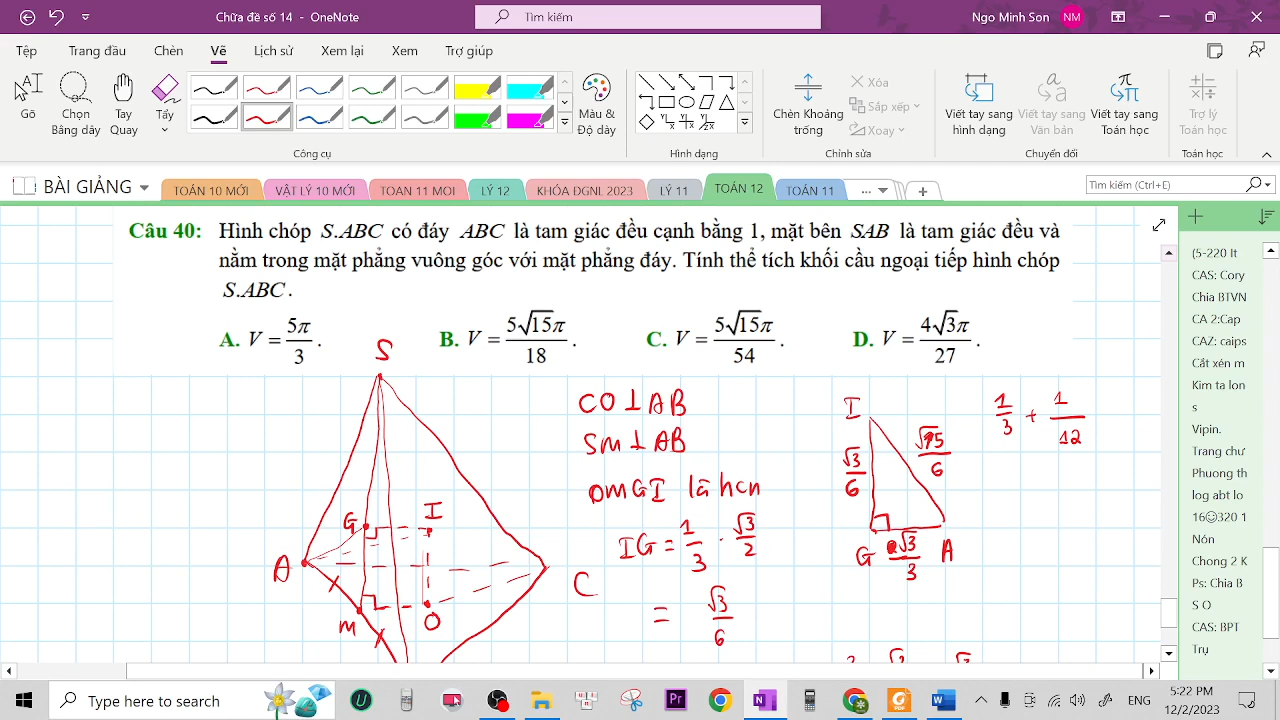 Chữa đề số 14 - OneNote
Tìm kiếm
Ngo Minh Son NM
Tệp Trang đầu Chèn Vẽ Lịch sử Xem lại Xem Trợ giúp
Gõ
Chọn Bằng dây
Tay Quay
Màu & Độ dày
Chèn Khoảng trống
Xóa
Sắp xếp
Xoay
Viết tay sang hình dạng
Viết tay sang Văn bản
Viết tay sang Toán học
Tự lý Toán học
Công cụ Hình dạng Chỉnh sửa Chuyển đổi Toán học
BÀI GIẢNG
TOÁN 10 MỚI VẬT LÝ 10 MỚI TOAN 11 MOI LÝ 12 KHÓA DGNL 2023 LÝ 11 TOÁN 12 TOÁN 11 ...
Tìm kiếm (Ctrl+E)
Câu 40: Hình chóp S.ABC có đáy ABC là tam giác đều cạnh bằng 1, mặt bên SAB là tam giác đều và
nằm trong mặt phẳng vuông góc với mặt phẳng đáy. Tính thể tích khối cầu ngoại tiếp hình chóp
S.ABC.
A. V = 5π/3. B. V = 5√15π/18. C. V = 5√15π/54. D. V = 4√3π/27.
S
A
G
I
M
O
C
CO ⊥ AB
SM ⊥ AB
OMGI là hcn
IG = 1/3 . √3/2
= √3/6
I
√3/6
√15/6
G
√3/3
A
1/3 + 1/12
(5-220 lt
CAS: Cory
Chia BTVN
CA 2:Cap
CAZ: caips
Cắt xén m
Kim ta lon
s
Vipin.
Trang chư
Phuong th
log abt lo
16☺320 1
Nón
Chong 2 K
Ps: Chia ß
S O
CAS: BPT
Trụ
Type here to search
ENG
5:22 PM
12/2/2023